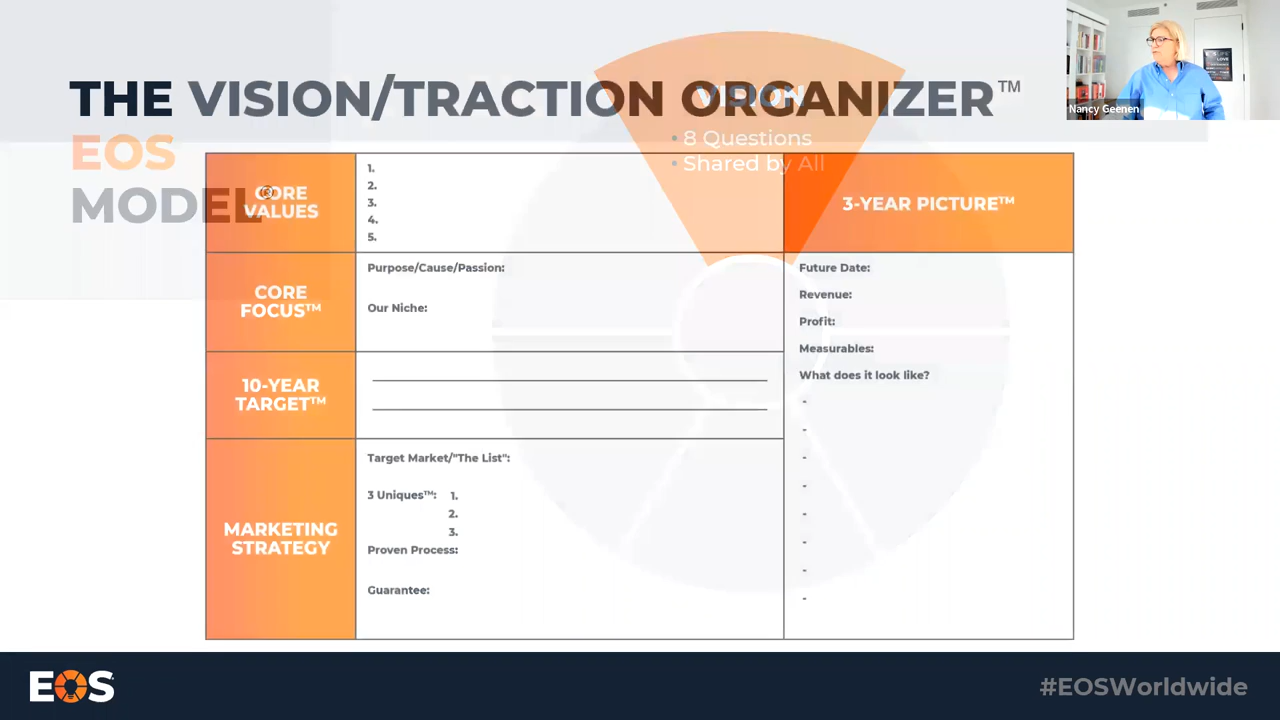 THE VISION/TRACTION ORGANIZER™
EOS
MODEL®
VISION
• 8 Questions
• Shared by All
Nancy Geenen
CORE
VALUES
1.
2.
3.
4.
5.
3-YEAR PICTURE™
CORE
FOCUS™
Purpose/Cause/Passion:
Our Niche:
10-YEAR
TARGET™
MARKETING
STRATEGY
Target Market/"The List":
3 Uniques™: 1.
2.
3.
Proven Process:
Guarantee:
Future Date:
Revenue:
Profit:
Measurables:
What does it look like?
-
-
-
-
-
-
-
-
EOS
#EOSWorldwide